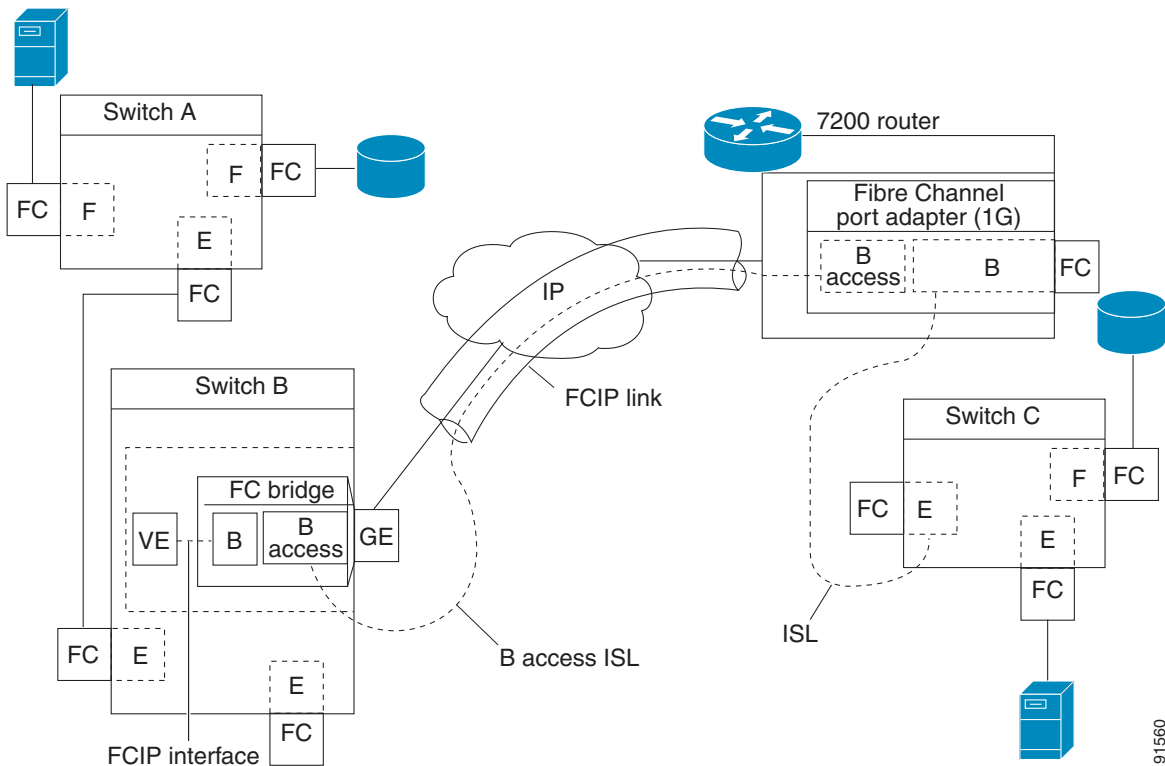 Switch A
F
FC
FC
F
E
FC
7200 router
Fibre Channel
port adapter (1G)
B
access
B
FC
IP
FCIP link
Switch B
FC bridge
VE
B
B
access
GE
FC
E
E
FC
FCIP interface
B access ISL
Switch C
F
FC
FC
E
E
FC
ISL
91560